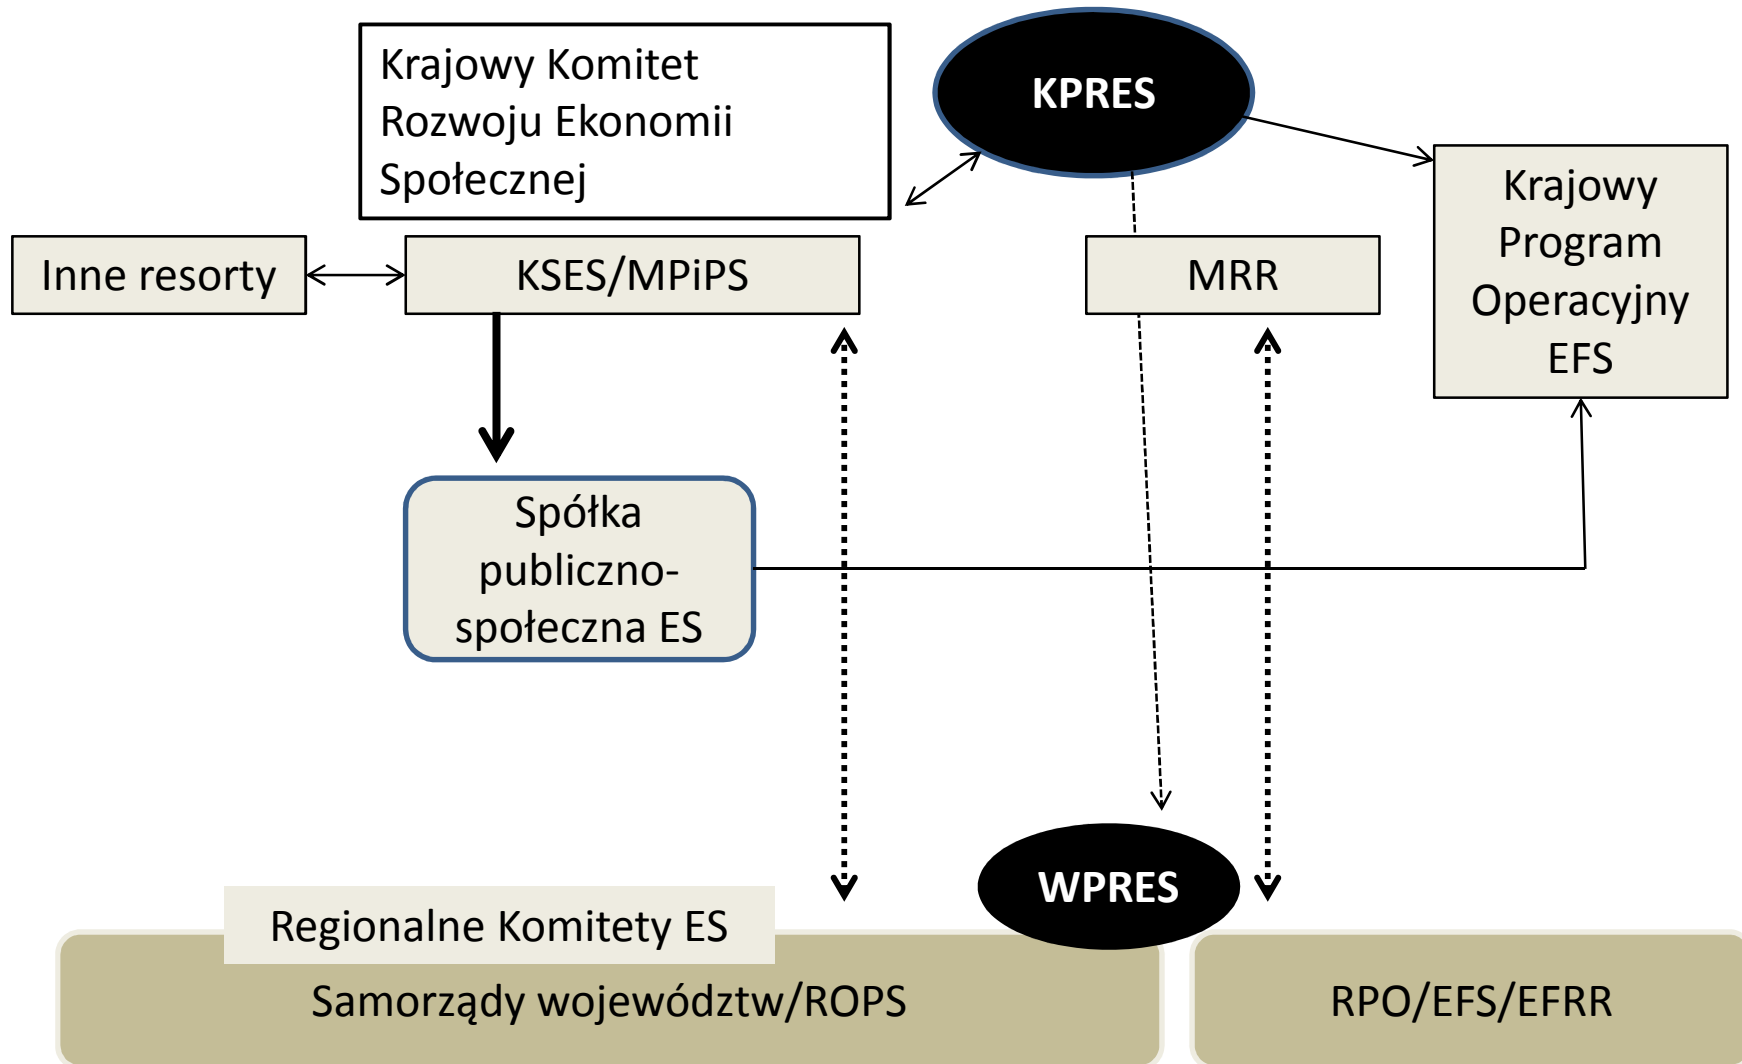 Krajowy Komitet
Rozwoju Ekonomii
Społecznej
KPRES
Krajowy
Program
Operacyjny
EFS
Inne resorty
KSES/MPiPS
MRR
Spółka
publiczno-
społeczna ES
WPRES
Regionalne Komitety ES
Samorządy województw/ROPS
RPO/EFS/EFRR